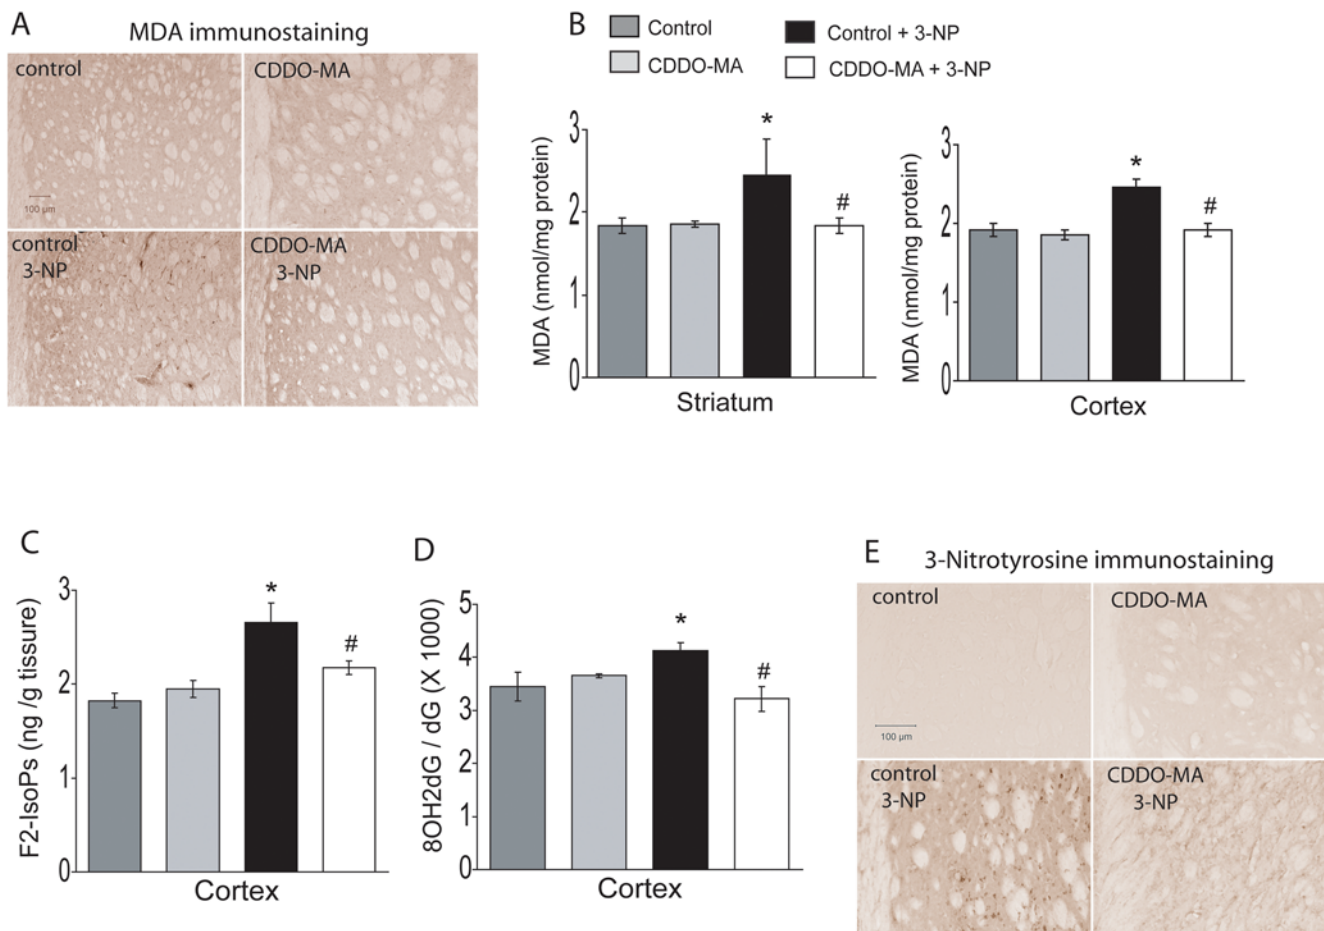 A
MDA immunostaining
control
CDDO-MA
100 µm
control
3-NP
CDDO-MA
3-NP
B
Control
Control + 3-NP
CDDO-MA
CDDO-MA + 3-NP
MDA (nmol/mg protein)
3
2
1
0
*
#
Striatum
MDA (nmol/mg protein)
3
2
1
0
*
#
Cortex
C
F2-IsoPs (ng /g tissure)
3
2
1
0
*
#
Cortex
D
8OH2dG / dG (X 1000)
5
4
3
2
1
0
*
#
Cortex
E
3-Nitrotyrosine immunostaining
control
CDDO-MA
100 µm
control
3-NP
CDDO-MA
3-NP